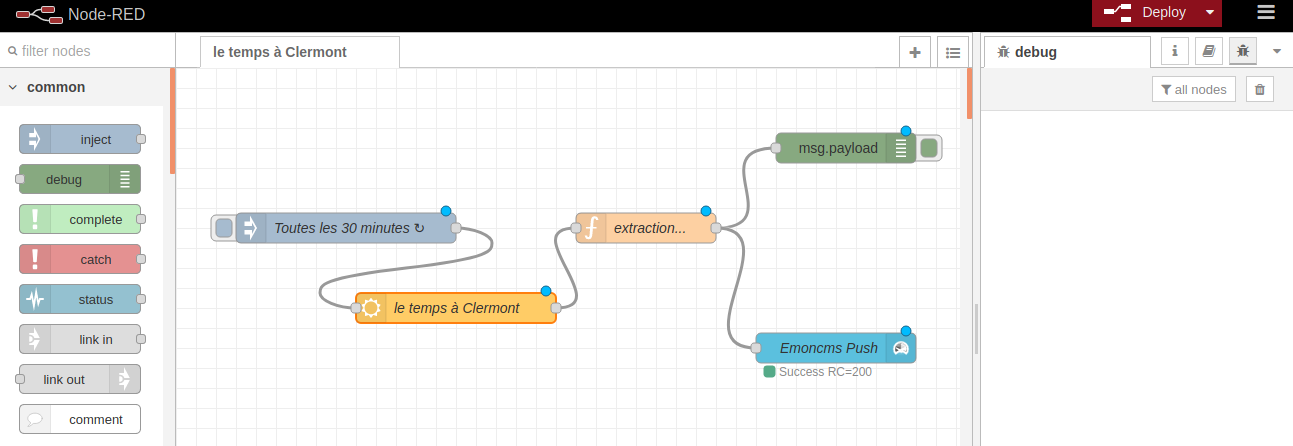 Node-RED
Deploy
filter nodes
le temps à Clermont
debug
all nodes
common
inject
debug
complete
catch
status
link in
link out
comment
msg.payload
Toutes les 30 minutes ↻
extraction...
le temps à Clermont
Emoncms Push
Success RC=200